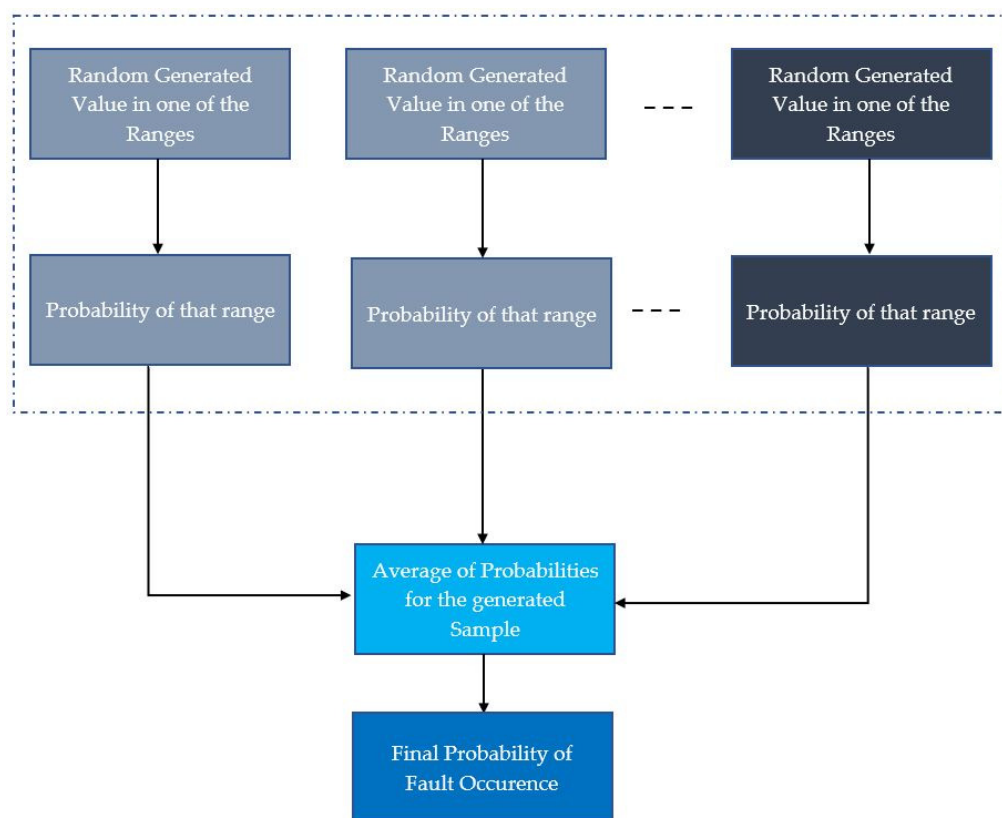 Random Generated
Value in one of the
Ranges
Random Generated
Value in one of the
Ranges
Random Generated
Value in one of the
Ranges
Probability of that range
Probability of that range
Probability of that range
Average of Probabilities
for the generated
Sample
Final Probability of
Fault Occurence